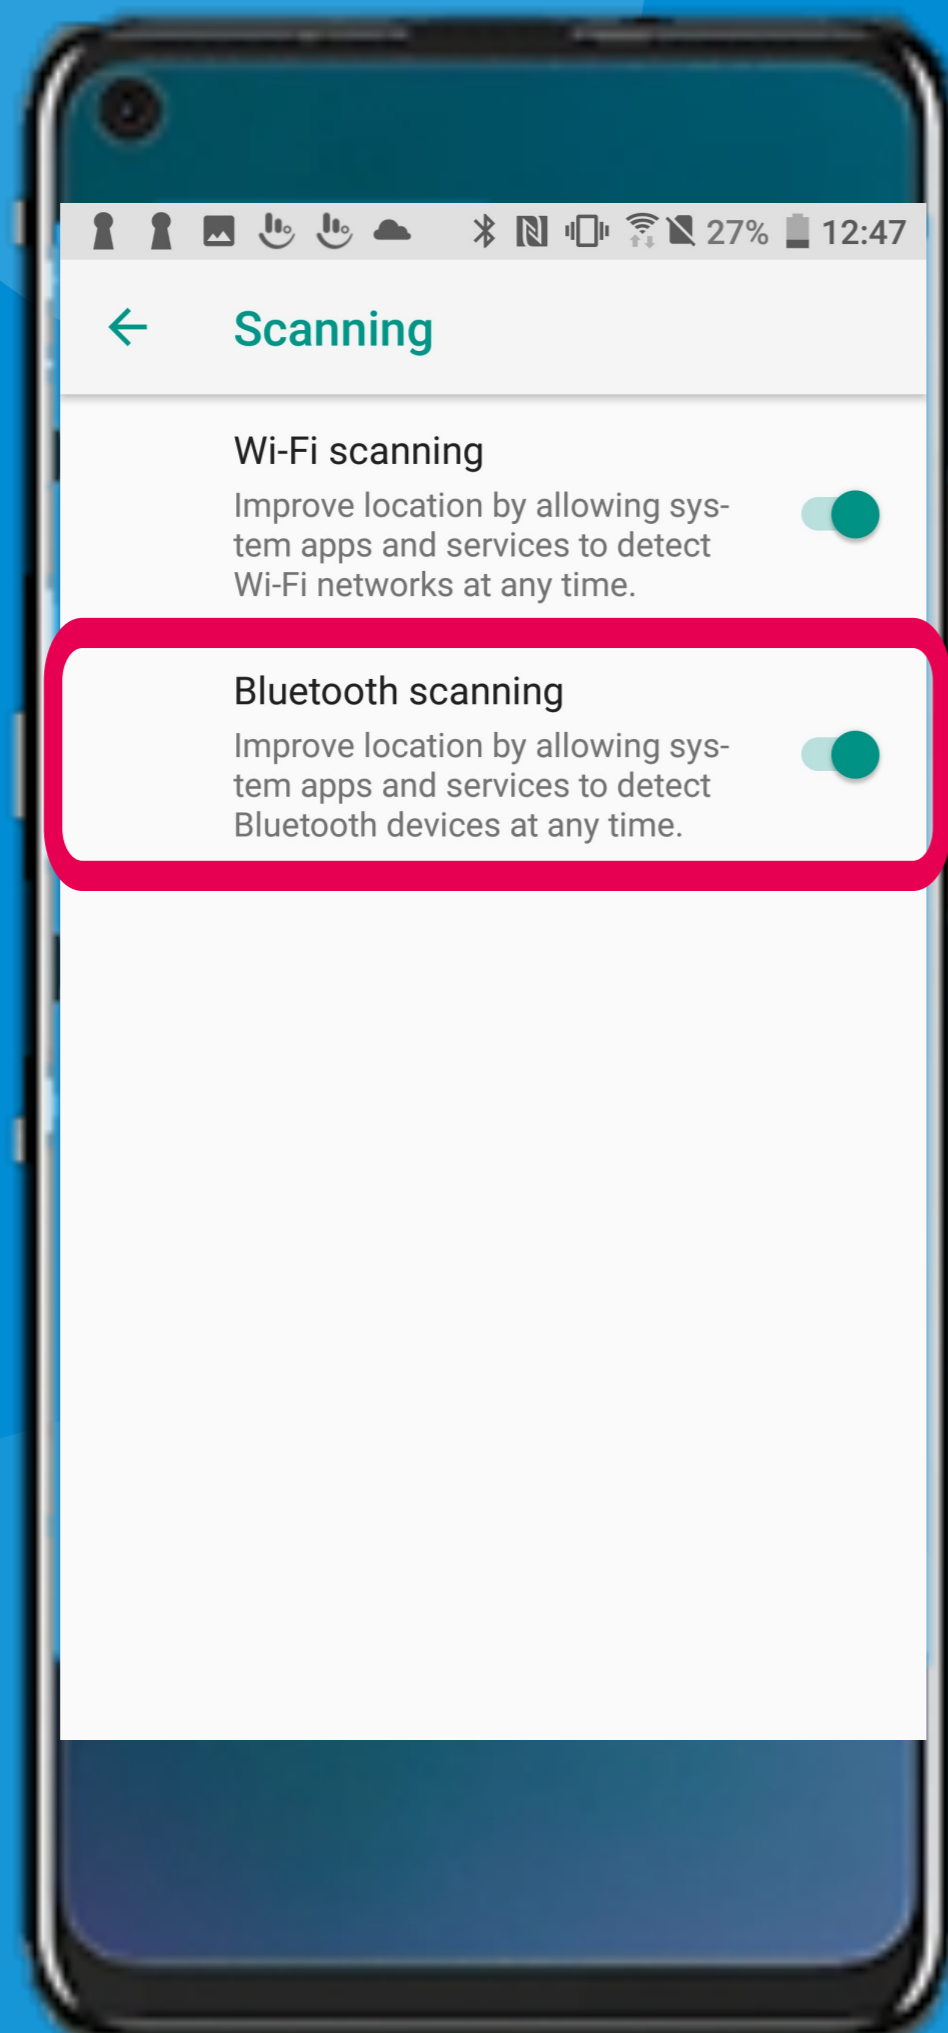 27% 12:47
Scanning
Wi-Fi scanning
Improve location by allowing sys-
tem apps and services to detect
Wi-Fi networks at any time.
Bluetooth scanning
Improve location by allowing sys-
tem apps and services to detect
Bluetooth devices at any time.